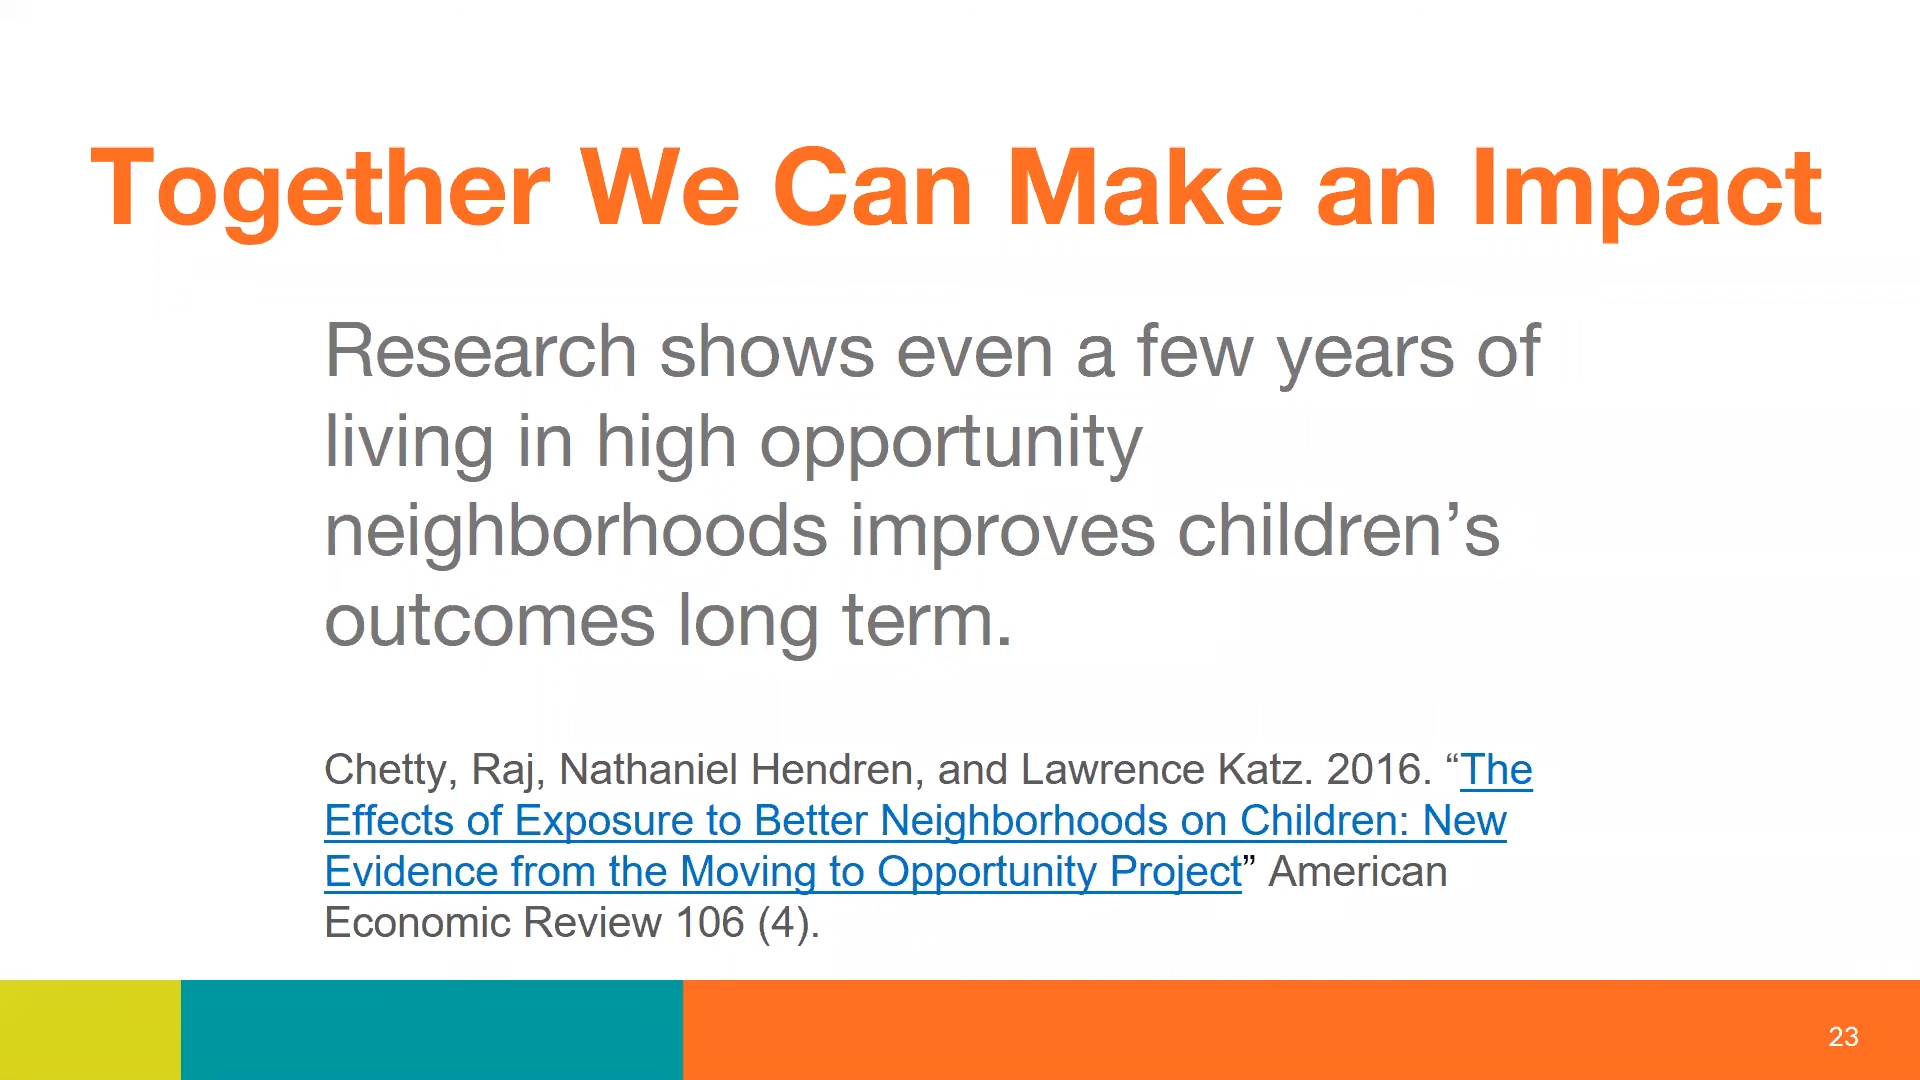 Together We Can Make an Impact
Research shows even a few years of
living in high opportunity
neighborhoods improves children’s
outcomes long term.
Chetty, Raj, Nathaniel Hendren, and Lawrence Katz. 2016. “The
Effects of Exposure to Better Neighborhoods on Children: New
Evidence from the Moving to Opportunity Project” American
Economic Review 106 (4).
23